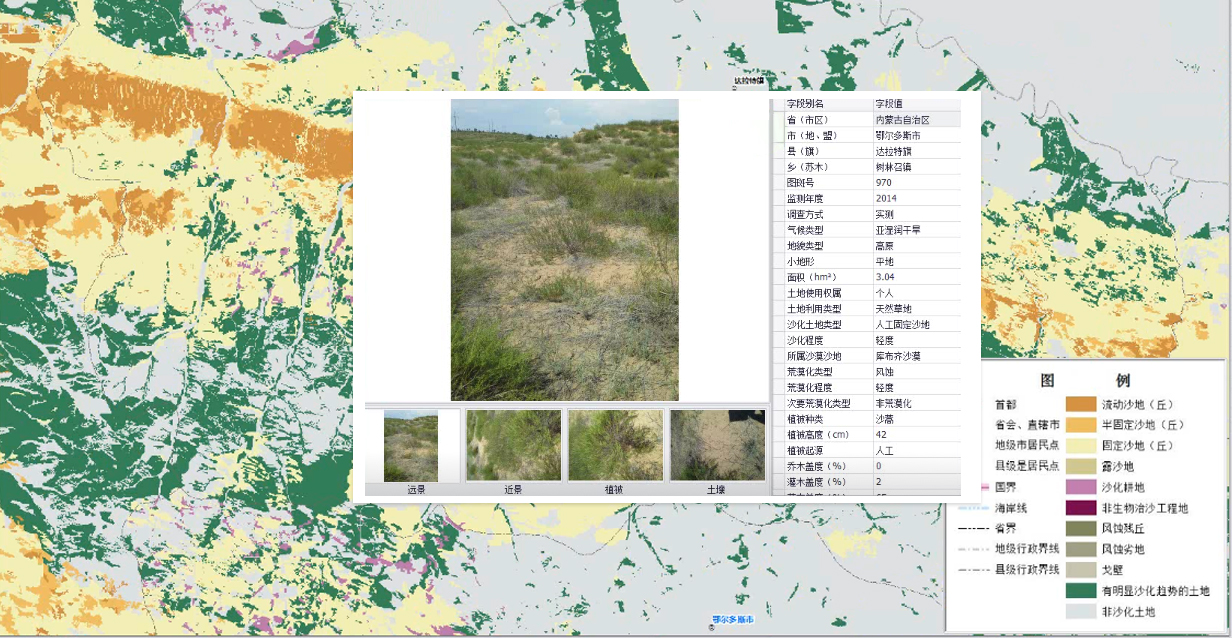 达拉特旗
字段别名 字段值
省（市区） 内蒙古自治区
市（地、盟） 鄂尔多斯市
县（旗） 达拉特旗
乡（苏木） 树林召镇
图斑号 970
监测年度 2014
调查方式 实测
气候类型 亚湿润干旱
地貌类型 高原
小地形 平地
面积（hm²） 3.04
土地使用权属 个人
土地利用类型 天然草地
沙化土地类型 人工固定沙地
沙化程度 轻度
所属沙漠沙地 库布齐沙漠
荒漠化类型 风蚀
荒漠化程度 轻度
次要荒漠化类型 非荒漠化
植被种类 沙蒿
植被高度（cm） 42
植被起源 人工
乔木盖度（%） 0
灌木盖度（%） 2
远景 近景 植被 土壤
图 例
首都 流动沙地（丘）
省会、直辖市 半固定沙地（丘）
地级市居民点 固定沙地（丘）
县级是居民点 露沙地
国界 沙化耕地
海岸线 非生物治沙工程地
省界 风蚀残丘
地级行政界线 风蚀劣地
县级行政界线 戈壁
有明显沙化趋势的土地
非沙化土地
鄂尔多斯市